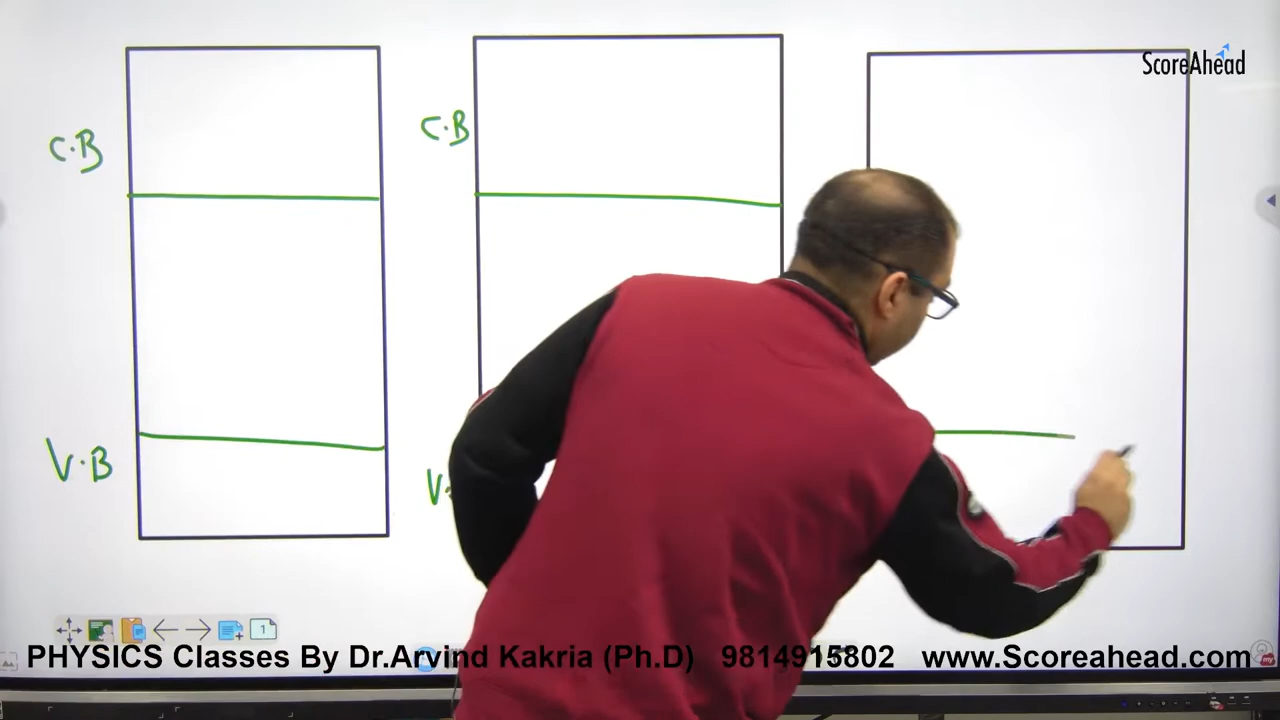 ScoreAhead
C.B
C.B
V.B
PHYSICS Classes By Dr.Arvind Kakria (Ph.D) 9814915802 www.Scoreahead.com